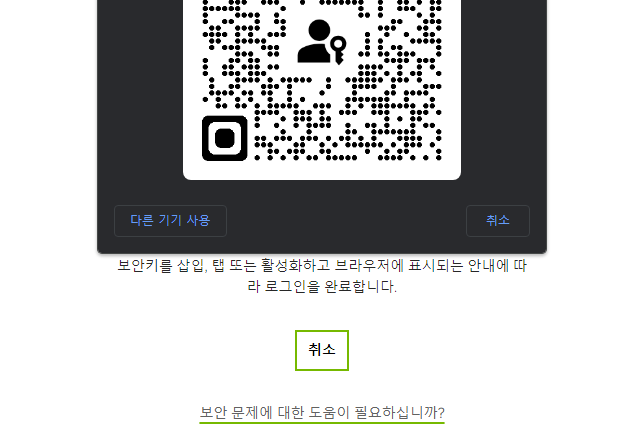 다른 기기 사용
취소
보안키를 삽입, 탭 또는 활성화하고 브라우저에 표시되는 안내에 따
라 로그인을 완료합니다.
취소
보안 문제에 대한 도움이 필요하십니까?